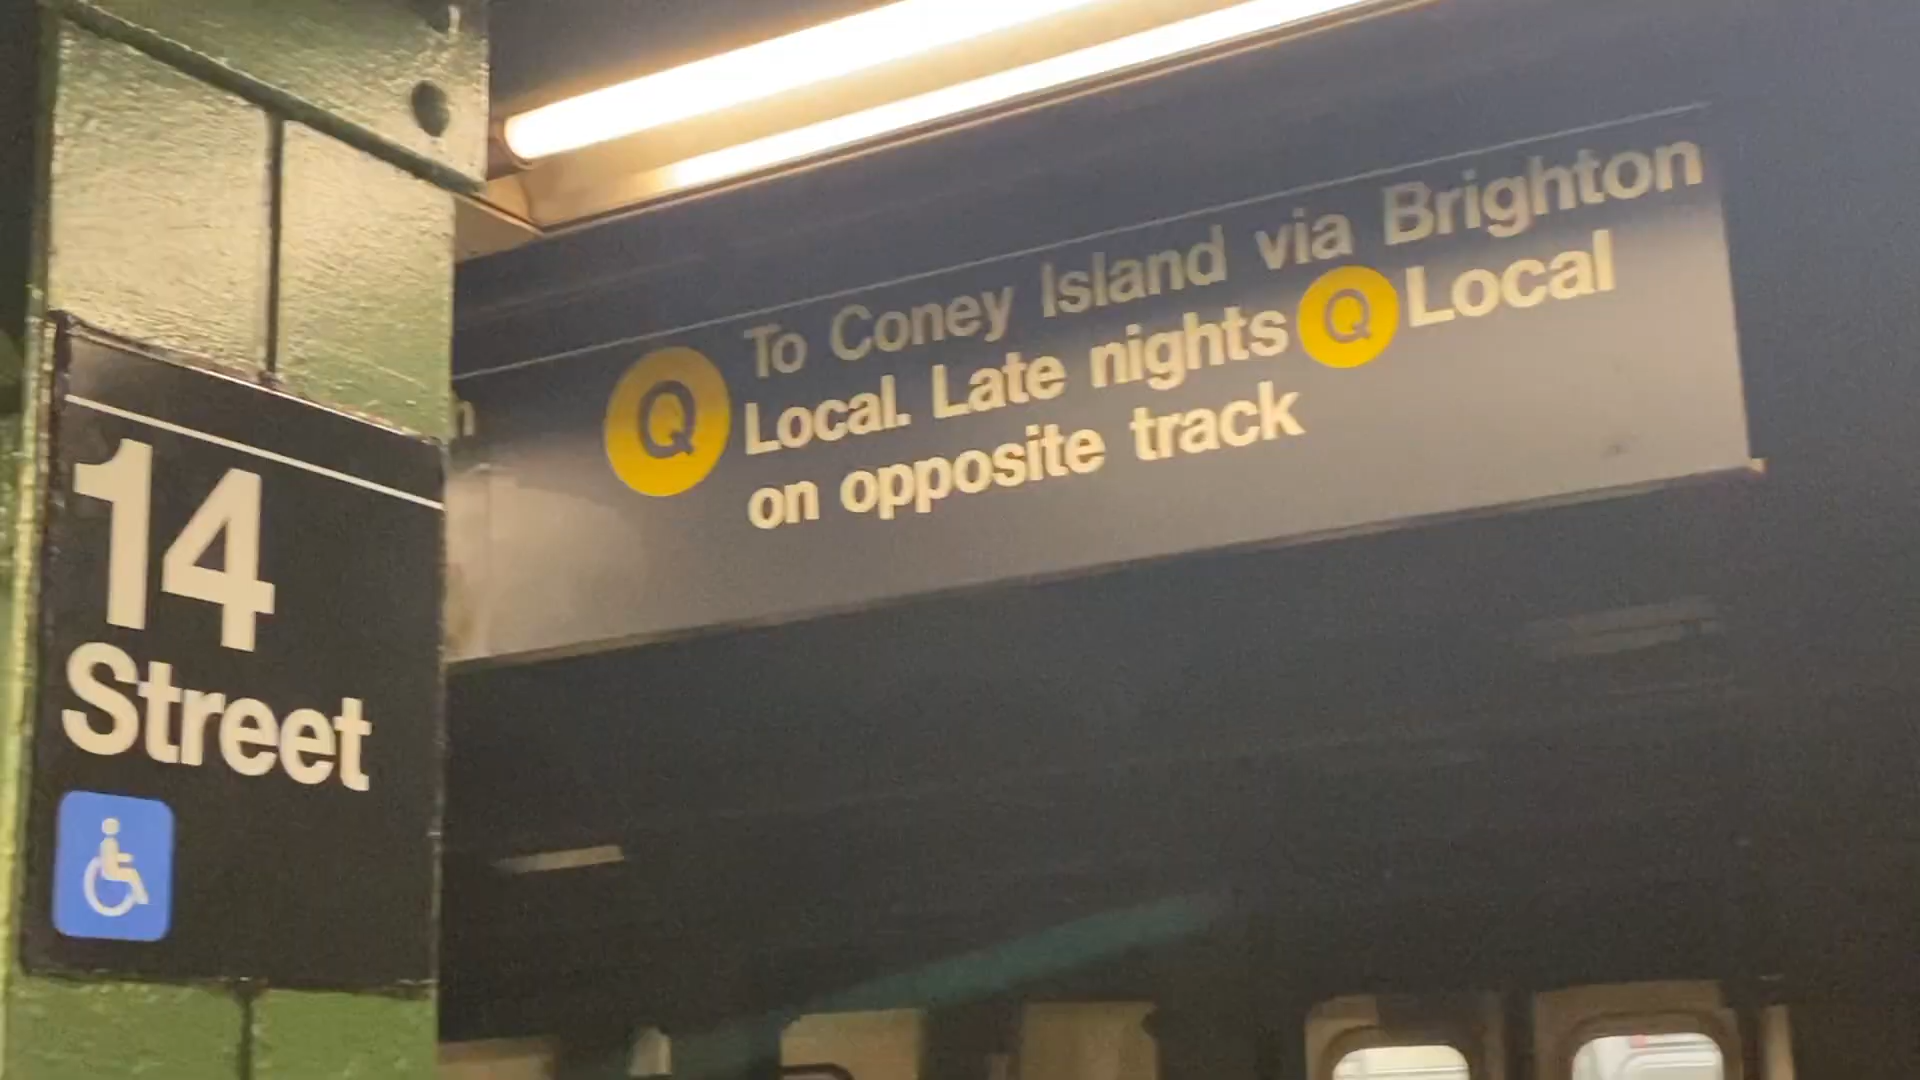 14
Street
n
Q To Coney Island via Brighton
Local. Late nights Q Local
on opposite track